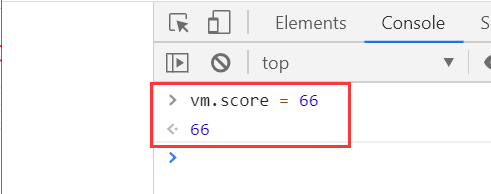 Elements Console S
top
> vm.score = 66
66
>